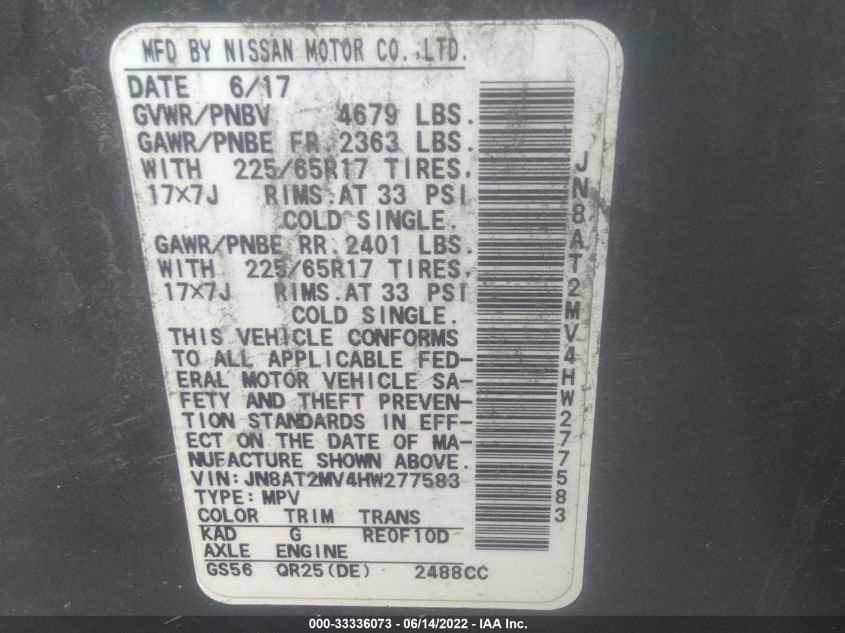 MFD BY NISSAN MOTOR CO.,LTD.
DATE 6/17
GVWR/PNBV 4679 LBS.
GAWR/PNBE FR.2363 LBS.
WITH 225/65R17 TIRES.
17×7J RIMS.AT 33 PSI
COLD SINGLE.
GAWR/PNBE RR.2401 LBS.
WITH 225/65R17 TIRES.
17×7J RIMS.AT 33 PSI
COLD SINGLE.
THIS VEHICLE CONFORMS
TO ALL APPLICABLE FED-
ERAL MOTOR VEHICLE SA-
FETY AND THEFT PREVEN-
TION STANDARDS IN EFF-
ECT ON THE DATE OF MA-
NUFACTURE SHOWN ABOVE.
VIN:JN8AT2MV4HW277583
TYPE:MPV
COLOR TRIM TRANS
KAD G RE0F10D
AXLE ENGINE
GS56 QR25(DE) 2488CC
JN8AT2MV4HW277583
000-33336073 - 06/14/2022 - IAA Inc.